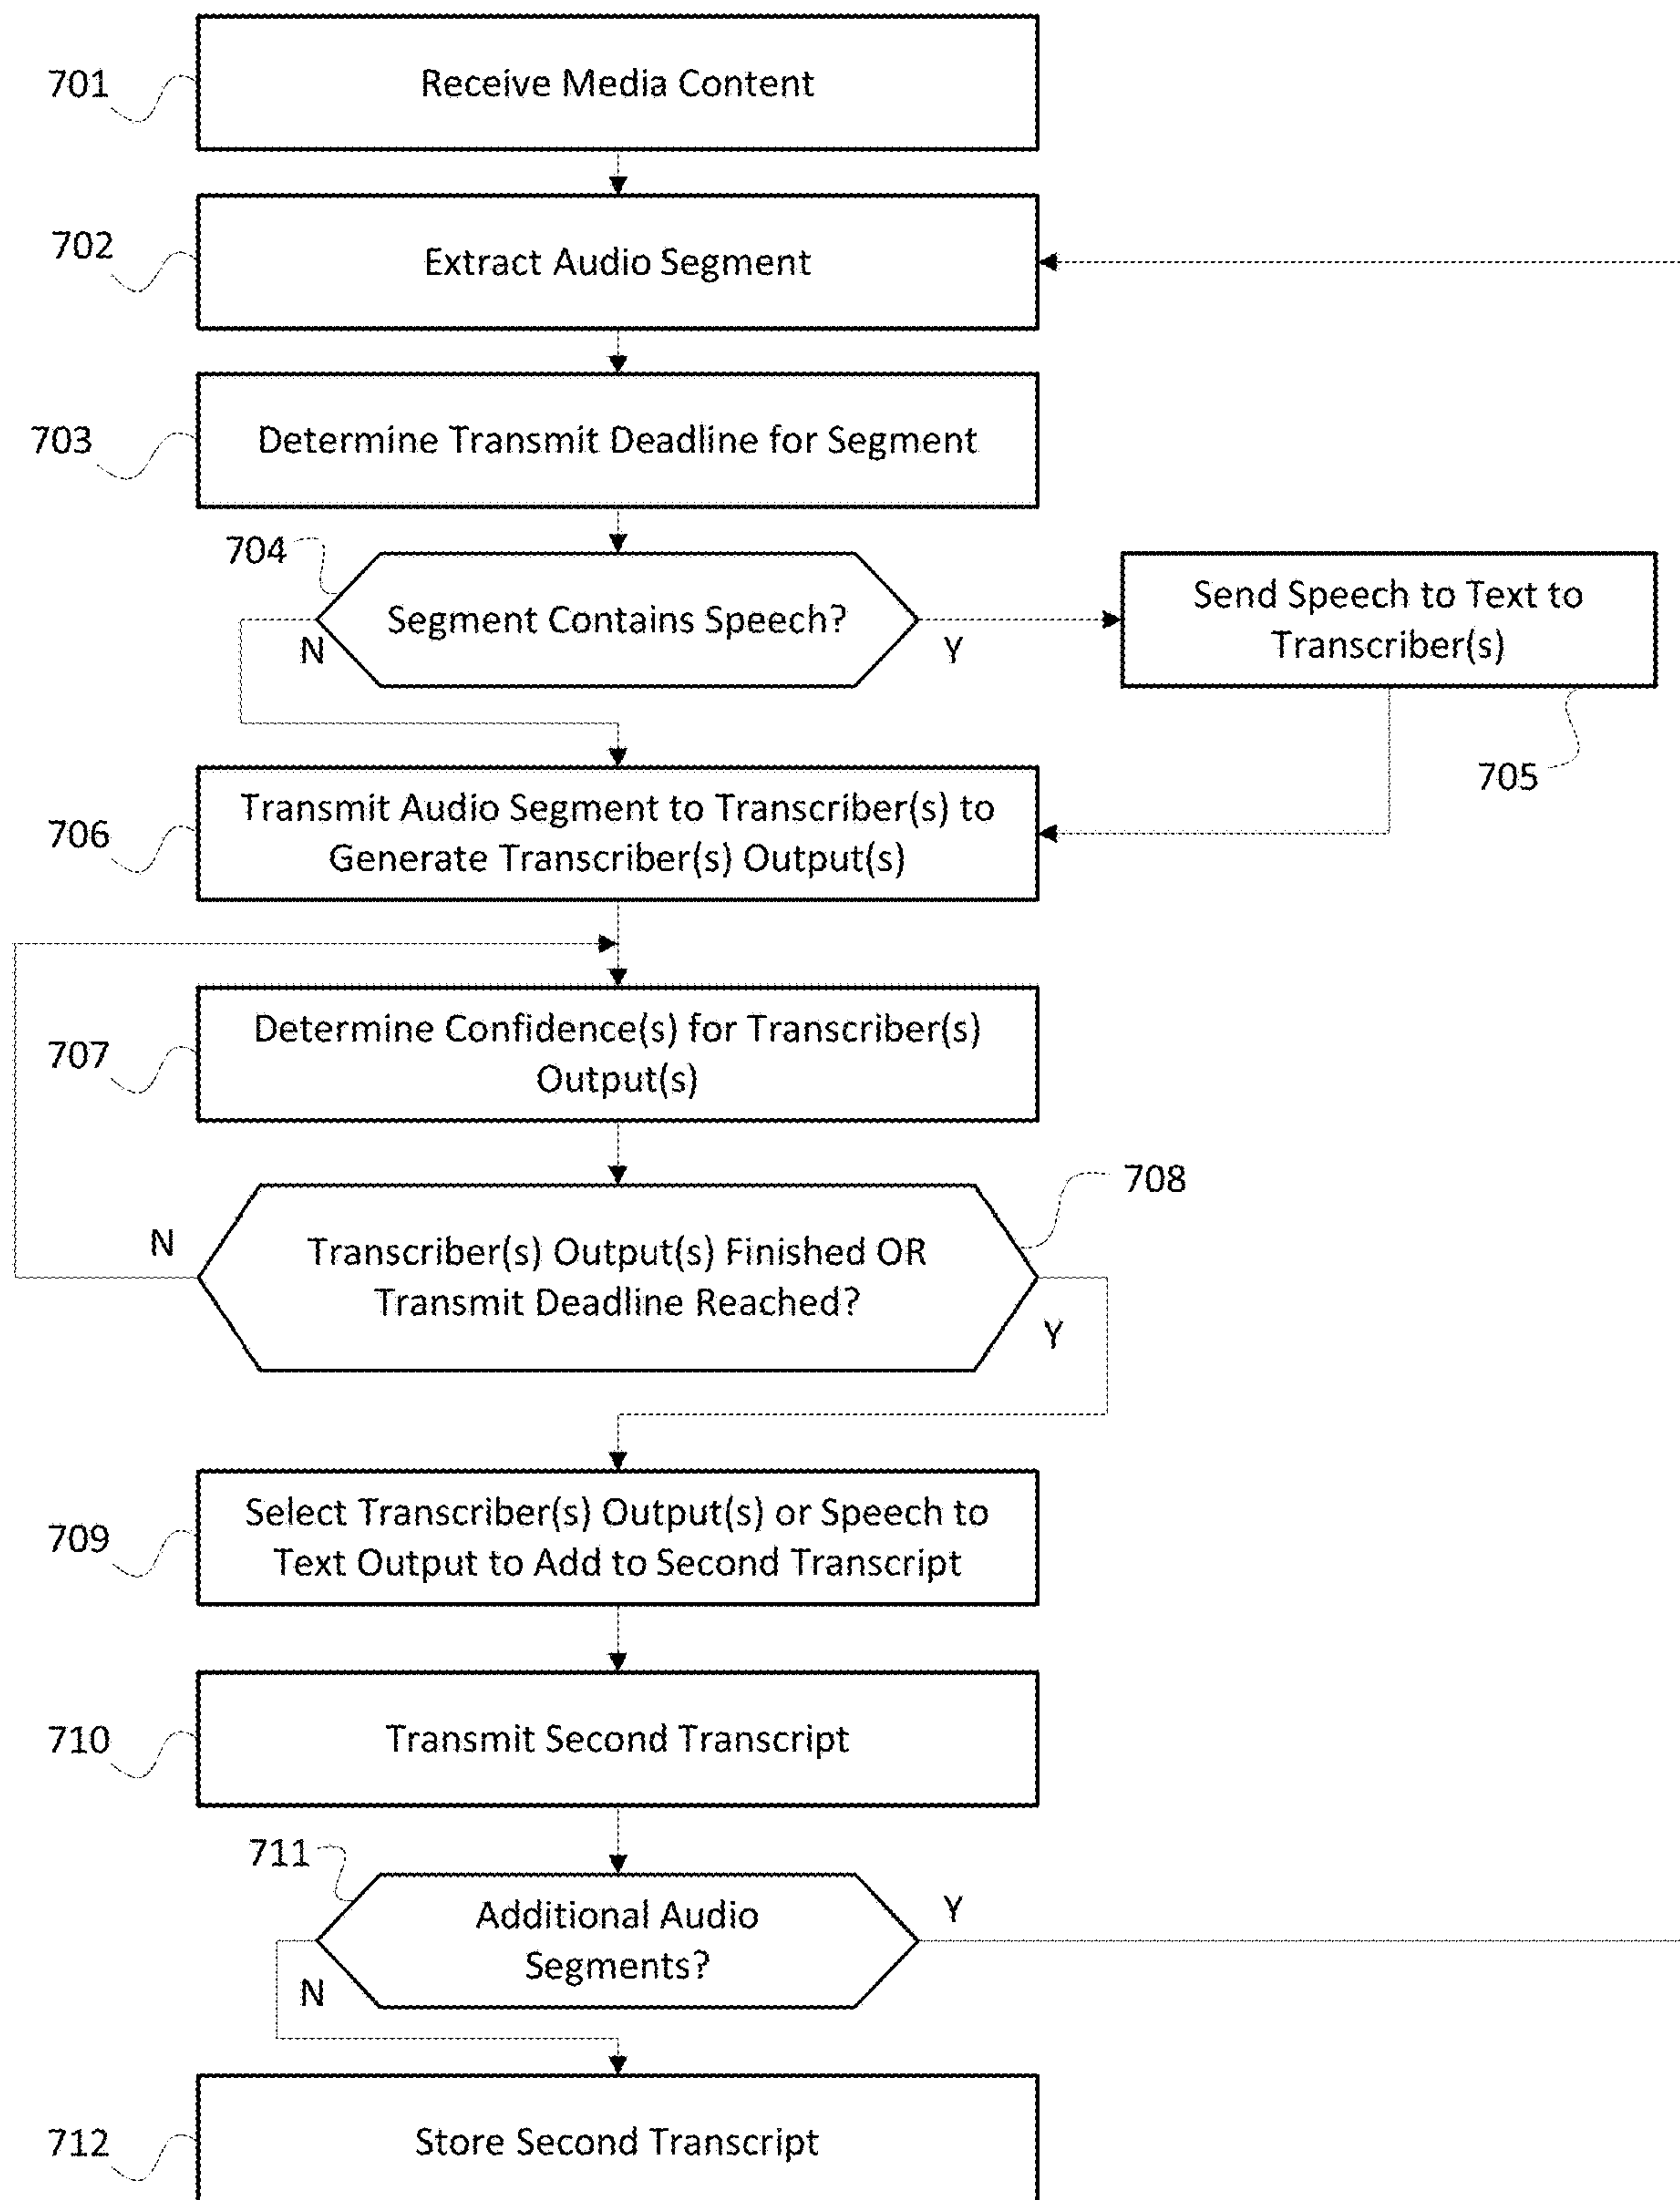 701
Receive Media Content
702
Extract Audio Segment
703
Determine Transmit Deadline for Segment
704
Segment Contains Speech?
N
Y
Send Speech to Text to
Transcriber(s)
705
706
Transmit Audio Segment to Transcriber(s) to
Generate Transcriber(s) Output(s)
707
Determine Confidence(s) for Transcriber(s)
Output(s)
708
N
Transcriber(s) Output(s) Finished OR
Transmit Deadline Reached?
Y
709
Select Transcriber(s) Output(s) or Speech to
Text Output to Add to Second Transcript
710
Transmit Second Transcript
711
Additional Audio
Segments?
Y
N
712
Store Second Transcript